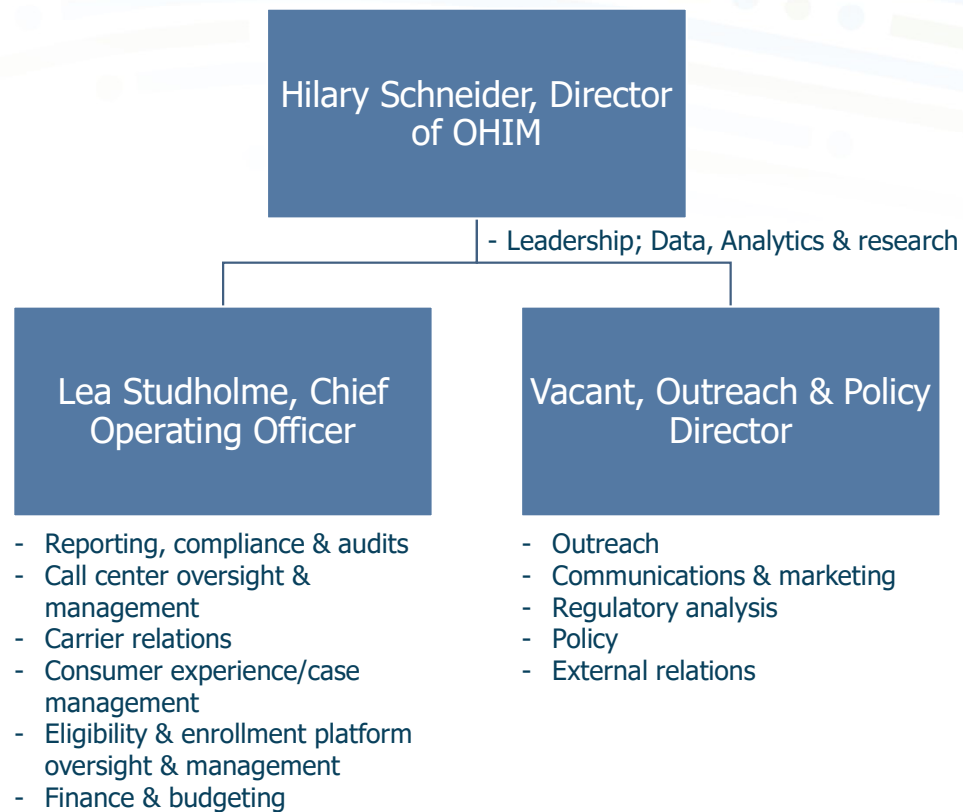 Hilary Schneider, Director
of OHIM
- Leadership; Data, Analytics & research
Lea Studholme, Chief
Operating Officer
- Reporting, compliance & audits
- Call center oversight &
management
- Carrier relations
- Consumer experience/case
management
- Eligibility & enrollment platform
oversight & management
- Finance & budgeting
Vacant, Outreach & Policy
Director
- Outreach
- Communications & marketing
- Regulatory analysis
- Policy
- External relations